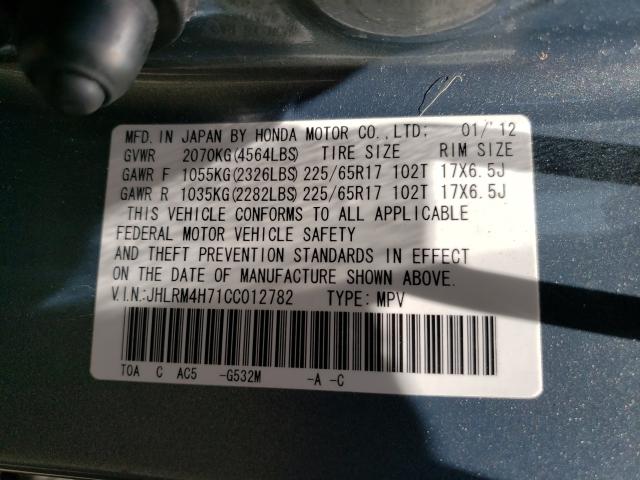 MFD. IN JAPAN BY HONDA MOTOR CO., LTD: 01/'12
GVWR 2070KG(4564LBS) TIRE SIZE RIM SIZE
GAWR F 1055KG(2326LBS) 225/65R17 102T 17X6.5J
GAWR R 1035KG(2282LBS) 225/65R17 102T 17X6.5J
THIS VEHICLE CONFORMS TO ALL APPLICABLE
FEDERAL MOTOR VEHICLE SAFETY
AND THEFT PREVENTION STANDARDS IN EFFECT
ON THE DATE OF MANUFACTURE SHOWN ABOVE.
V.I.N.:JHLRM4H71CC012782 TYPE: MPV
TOA C AC5 -G532M -A -C